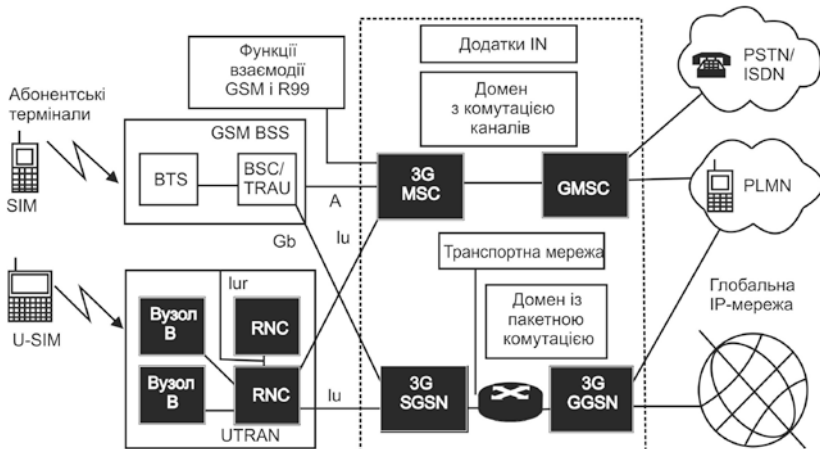 Функції
взаємодії
GSM і R99
Додатки IN
PSTN/
ISDN
Абонентські
термінали
Домен
з комутацією
каналів
GSM BSS
BTS
BSC/
TRAU
3G
MSC
GMSC
PLMN
SIM
A
Gb
Iu
Транспортна мережа
Глобальна
IP-мережа
Iur
Домен із
пакетною
комутацією
Вузол
В
RNC
U-SIM
Вузол
В
RNC
Iu
3G
SGSN
3G
GGSN
UTRAN